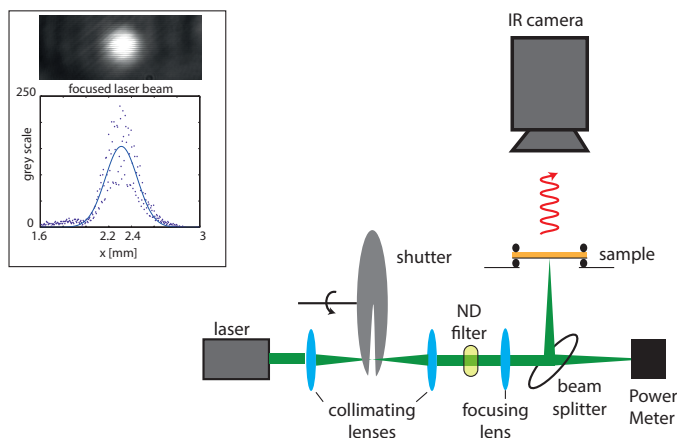 focused laser beam
250
grey scale
0
1.6
2.2
2.4
3
x [mm]
IR camera
sample
shutter
ND
filter
laser
collimating
lenses
focusing
lens
beam
splitter
Power
Meter